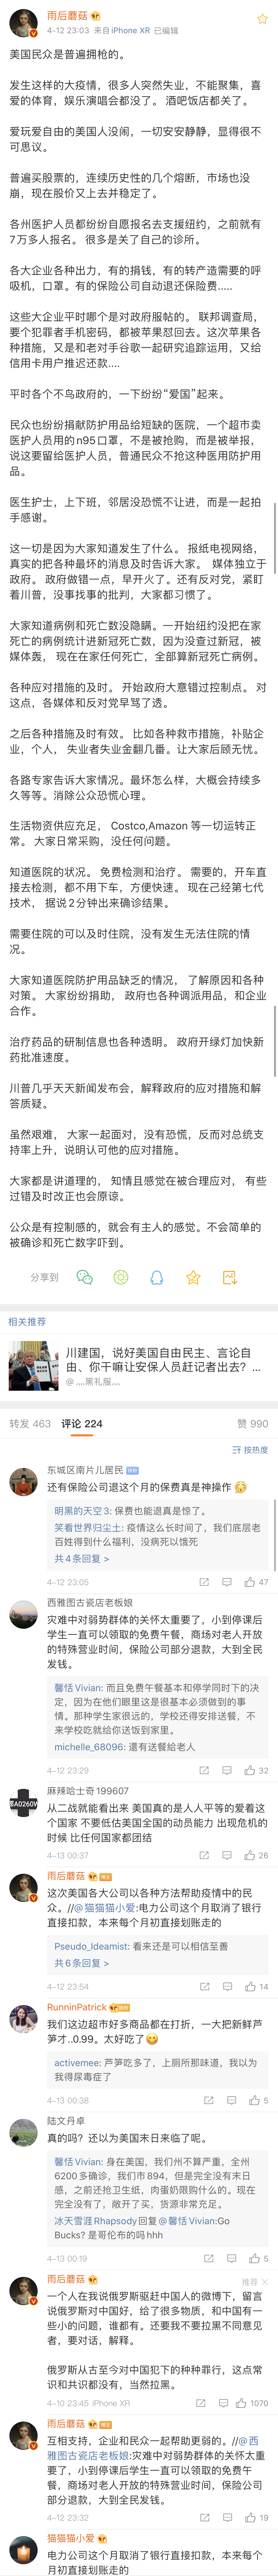 雨后蘑菇
4-12 23:03 来自 iPhone XR 已编辑
美国民众是普遍拥枪的。
发生这样的大疫情，很多人突然失业，不能聚集，喜
爱的体育，娱乐演唱会都没了。 酒吧饭店都关了。
爱玩爱自由的美国人没闹，一切安安静静，显得很不
可思议。
普遍买股票的，连续历史性的几个熔断，市场也没
崩，现在股价又上去并稳定了。
各州医护人员都纷纷自愿报名去支援纽约，之前就有
7万多人报名。 很多是关了自己的诊所。
各大企业各种出力，有的捐钱，有的转产造需要的呼
吸机，口罩。有的保险公司自动退还保险费.....
这些大企业平时哪个是对政府服帖的。 联邦调查局，
要个犯罪者手机密码，都被苹果怼回去。这次苹果各
种措施，又是和老对手谷歌一起研究追踪运用，又给
信用卡用户推迟还款....
平时各个不鸟政府的，一下纷纷“爱国”起来。
民众也纷纷捐献防护用品给短缺的医院，一个超市卖
医护人员用的n95口罩，不是被抢购，而是被举报，
说这要留给医护人员，普通民众不抢这种医用防护用
品。
医生护士，上下班，邻居没恐慌不让进，而是一起拍
手感谢。
这一切是因为大家知道发生了什么。 报纸电视网络，
真实的把各种最坏的消息及时告诉大家。 媒体独立于
政府。 政府做错一点，早开火了。还有反对党，紧盯
着川普，没事找事的批判，大家都习惯了。
大家知道病例和死亡数没隐瞒。一开始纽约没把在家
死亡的病例统计进新冠死亡数，因为没查过新冠，被
媒体轰， 现在在家任何死亡，全部算新冠死亡病例。
各种应对措施的及时。 开始政府大意错过控制点。 对
这点，各媒体和反对党早骂了透。
之后各种措施及时有效。 比如各种救市措施，补贴企
业，个人， 失业者失业金翻几番。让大家后顾无忧。
各路专家告诉大家情况。最坏怎么样，大概会持续多
久等等。消除公众恐慌心理。
生活物资供应充足， Costco,Amazon 等一切运转正
常。 大家日常采购，没任何问题。
知道医院的状况。 免费检测和治疗。 需要的，开车直
接去检测，都不用下车，方便快速。 现在己经第七代
技术， 据说2分钟出来确诊结果。
需要住院的可以及时住院，没有发生无法住院的情
况。
大家知道医院防护用品缺乏的情况， 了解原因和各种
对策。 大家纷纷捐助， 政府也各种调派用品，和企业
合作。
治疗药品的研制信息也各种透明。 政府开绿灯加快新
药批准速度。
川普几乎天天新闻发布会，解释政府的应对措施和解
答质疑。
虽然艰难， 大家一起面对，没有恐慌，反而对总统支
持率上升，说明认可他的应对措施。
大家都是讲道理的， 知情且感觉在被合理应对， 有些
过错及时改正也会原谅。
公众是有控制感的，就会有主人的感觉。不会简单的
被确诊和死亡数字吓到。
分享到
相关推荐
川建国，说好美国自由民主、言论自
由、你干嘛让安保人员赶记者出去？ ...
@ ....黑礼服....
转发 463 评论 224 赞 990
按热度
东城区南片儿居民
还有保险公司退这个月的保费真是神操作
明黑的天空3: 保费也能退真是惊了。
笑看世界归尘土: 疫情这么长时间了，我们底层老
百姓得到什么福利，没病死以饿死
共4条回复 >
4-12 23:05 47
西雅图古瓷店老板娘
灾难中对弱势群体的关怀太重要了，小到停课后
学生一直可以领取的免费午餐，商场对老人开放
的特殊营业时间，保险公司部分退款，大到全民
发钱。
馨恬Vivian: 而且免费午餐基本和停学同时下的决
定，因为在他们眼里这是很基本必须做到的事
情。那种学生家很远的，学校还得安排送餐，不
来学校吃就给你送饭到家里。
michelle_68096: 還有送餐給老人
4-12 23:29 32
麻辣哈士奇199607
从二战就能看出来 美国真的是人人平等的爱着这
个国家 不要低估美国全国的动员能力 出现危机的
时候 比任何国家都团结
4-13 00:37 26
雨后蘑菇
这次美国各大公司以各种方法帮助疫情中的民
众。//@猫猫猫小爱:电力公司这个月取消了银行
直接扣款，本来每个月初直接划账走的
Pseudo_Ideamist: 看来还是可以相信至善
共6条回复 >
4-12 23:54 14
RunninPatrick
我们这边超市好多商品都在打折，一大把新鲜芦
笋才..0.99。太好吃了
activemee: 芦笋吃多了，上厕所那味道，我以为
我得尿毒症了
4-13 00:38 5
陆文丹卓
真的吗？还以为美国末日来临了呢。
馨恬Vivian: 身在美国，我们州不算严重，全州
6200多确诊，我们市894，但是完全没有末日
感，之前还抢卫生纸，肉蛋奶限购什么的。现在
完全没有了，敞开了买，货源非常充足。
冰天雪涯Rhapsody回复@馨恬Vivian:Go
Bucks? 是哥伦布的吗hhh
4-13 00:19 5
雨后蘑菇
推荐
一个人在我说俄罗斯驱赶中国人的微博下，留言
说俄罗斯对中国好，给了很多物质，和中国有一
些小的问题，谁都有。还要我不要拉黑不同意见
者，要对话，解释。
俄罗斯从古至今对中国犯下的种种罪行，这点常
识和共识都没有，当然拉黑。
4-10 23:45 iPhone XR 1070
雨后蘑菇
互相支持，企业和民众一起帮助更弱的。//@西
雅图古瓷店老板娘:灾难中对弱势群体的关怀太重
要了，小到停课后学生一直可以领取的免费午
餐，商场对老人开放的特殊营业时间，保险公司
部分退款，大到全民发钱。
4-12 23:32 19
猫猫猫小爱
电力公司这个月取消了银行直接扣款，本来每个
月初直接划账走的